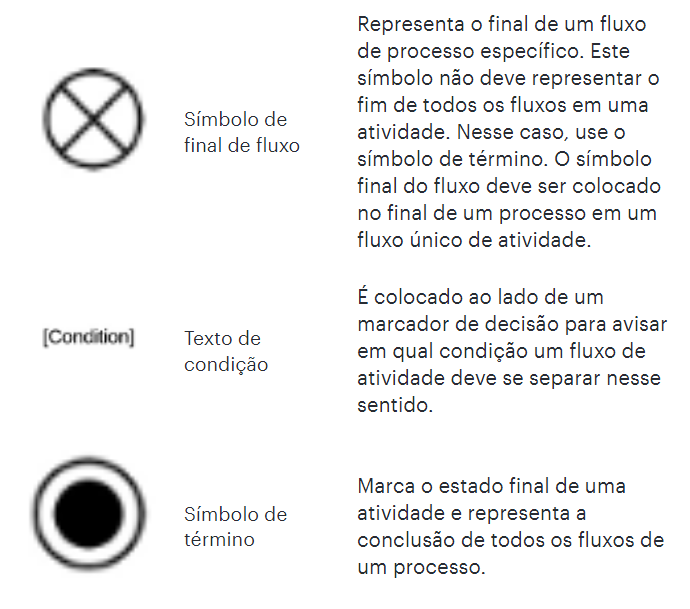 Símbolo de
final de fluxo
Representa o final de um fluxo
de processo específico. Este
símbolo não deve representar o
fim de todos os fluxos em uma
atividade. Nesse caso, use o
símbolo de término. O símbolo
final do fluxo deve ser colocado
no final de um processo em um
fluxo único de atividade.
[Condition]
Texto de
condição
É colocado ao lado de um
marcador de decisão para avisar
em qual condição um fluxo de
atividade deve se separar nesse
sentido.
Símbolo de
término
Marca o estado final de uma
atividade e representa a
conclusão de todos os fluxos de
um processo.